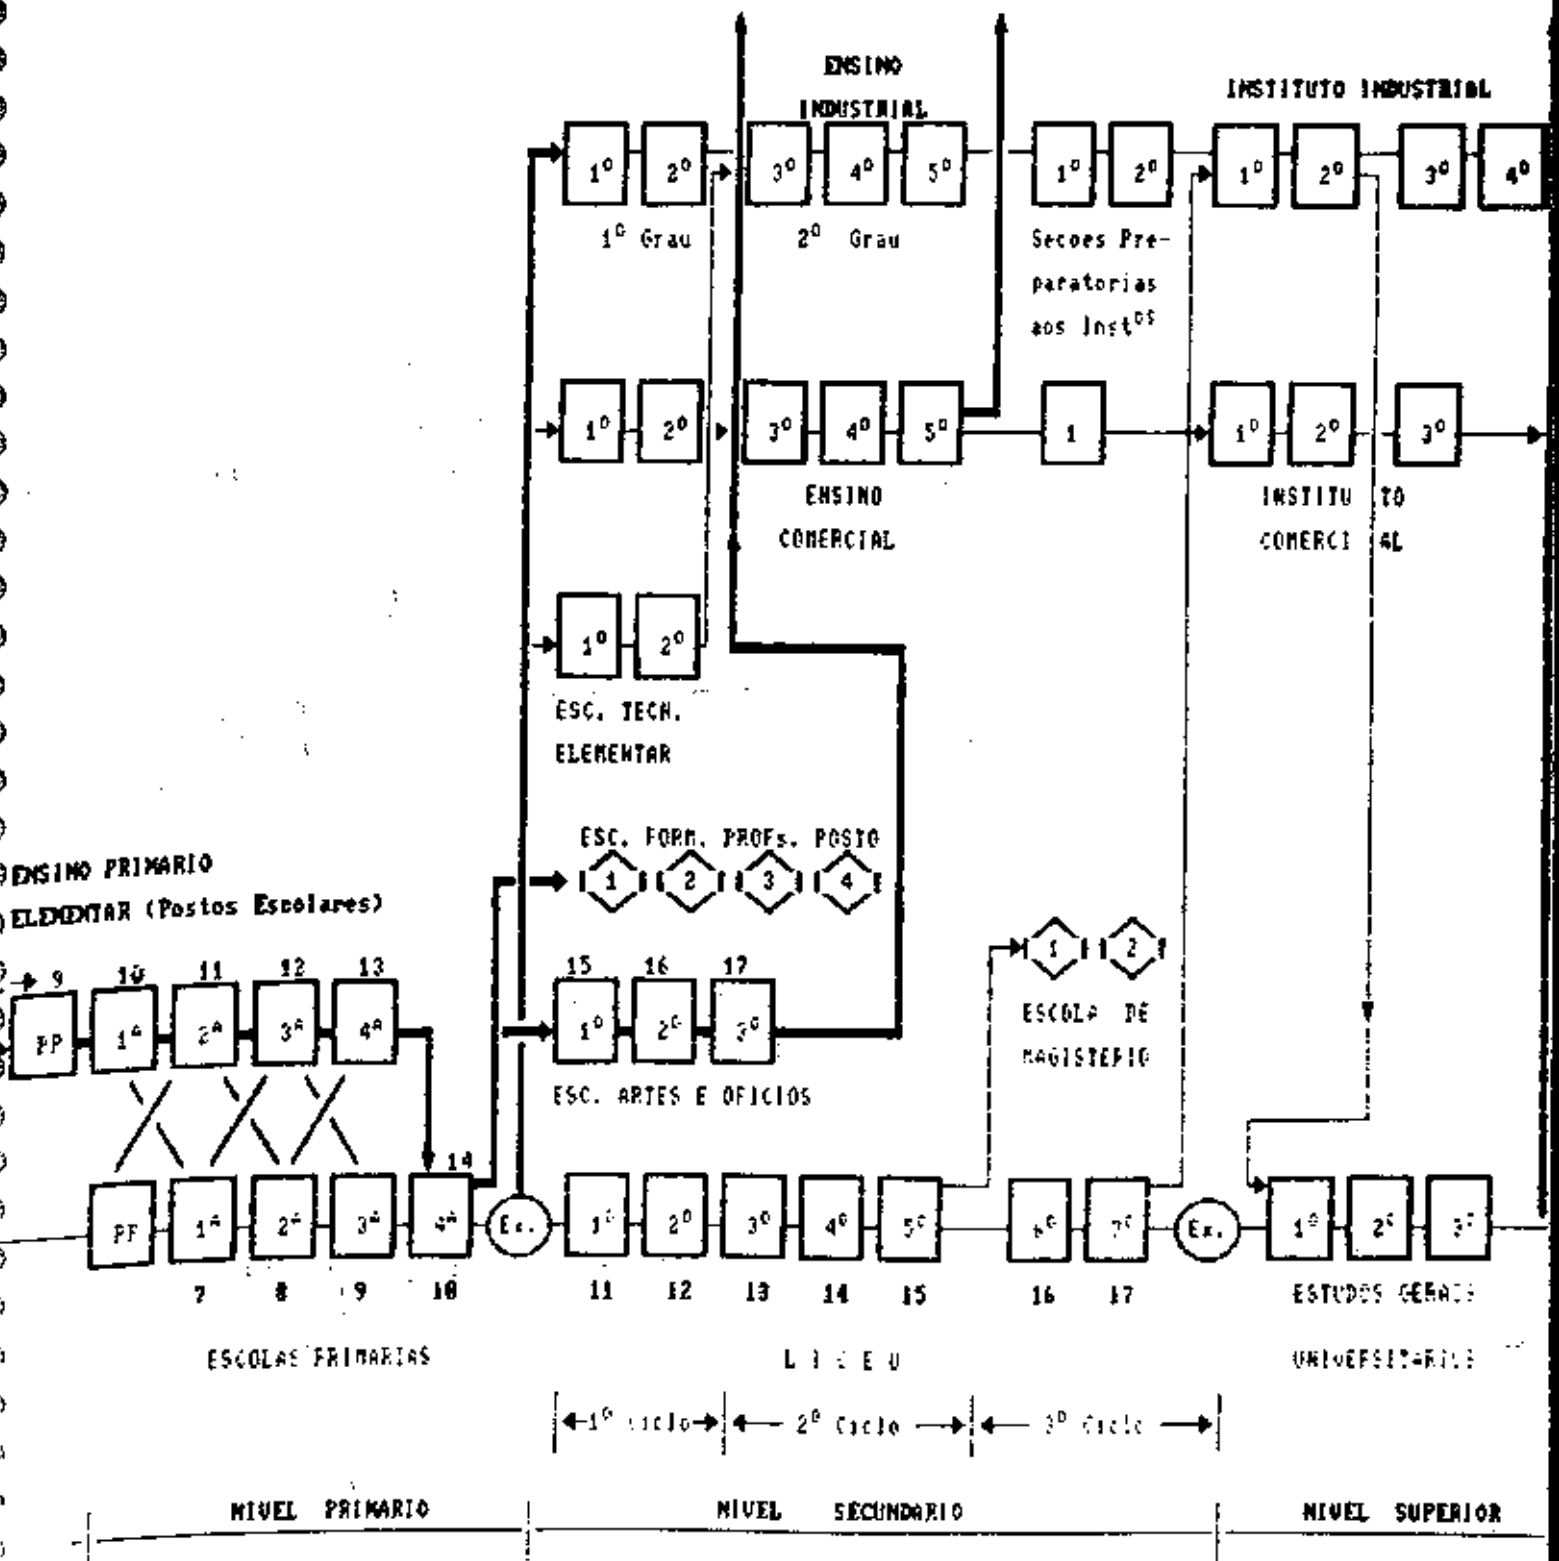 ENSINO
INDUSTRIAL
INSTITUTO INDUSTRIAL
1º 2º 3º 4º 5º 1º 2º 1º 2º 3º 4º
1º Grau 2º Grau Secoes Pre-
paratorias
aos Instºs
1º 2º 3º 4º 5º 1 1º 2º 3º
ENSINO
COMERCIAL
INSTITUTO
COMERCIAL
1º 2º
ESC. TECN.
ELEMENTAR
ESC. FORM. PROFs. POSTO
1 2 3 4
ENSINO PRIMARIO
ELEMENTAR (Postos Escolares)
9 10 11 12 13
PP 1ª 2ª 3ª 4ª
15 16 17
1º 2º 3º
ESC. ARTES E OFICIOS
1 2
ESCOLA DE
MAGISTERIO
14
PP 1ª 2ª 3ª 4ª Ex. 1º 2º 3º 4º 5º 6º 7º Ex. 1º 2º 3º
7 8 9 10 11 12 13 14 15 16 17
ESTUDOS GERAIS
UNIVERSITARIOS
ESCOLAS PRIMARIAS
LICEU
1º Ciclo 2º Ciclo 3º Ciclo
NIVEL PRIMARIO NIVEL SECUNDARIO NIVEL SUPERIOR